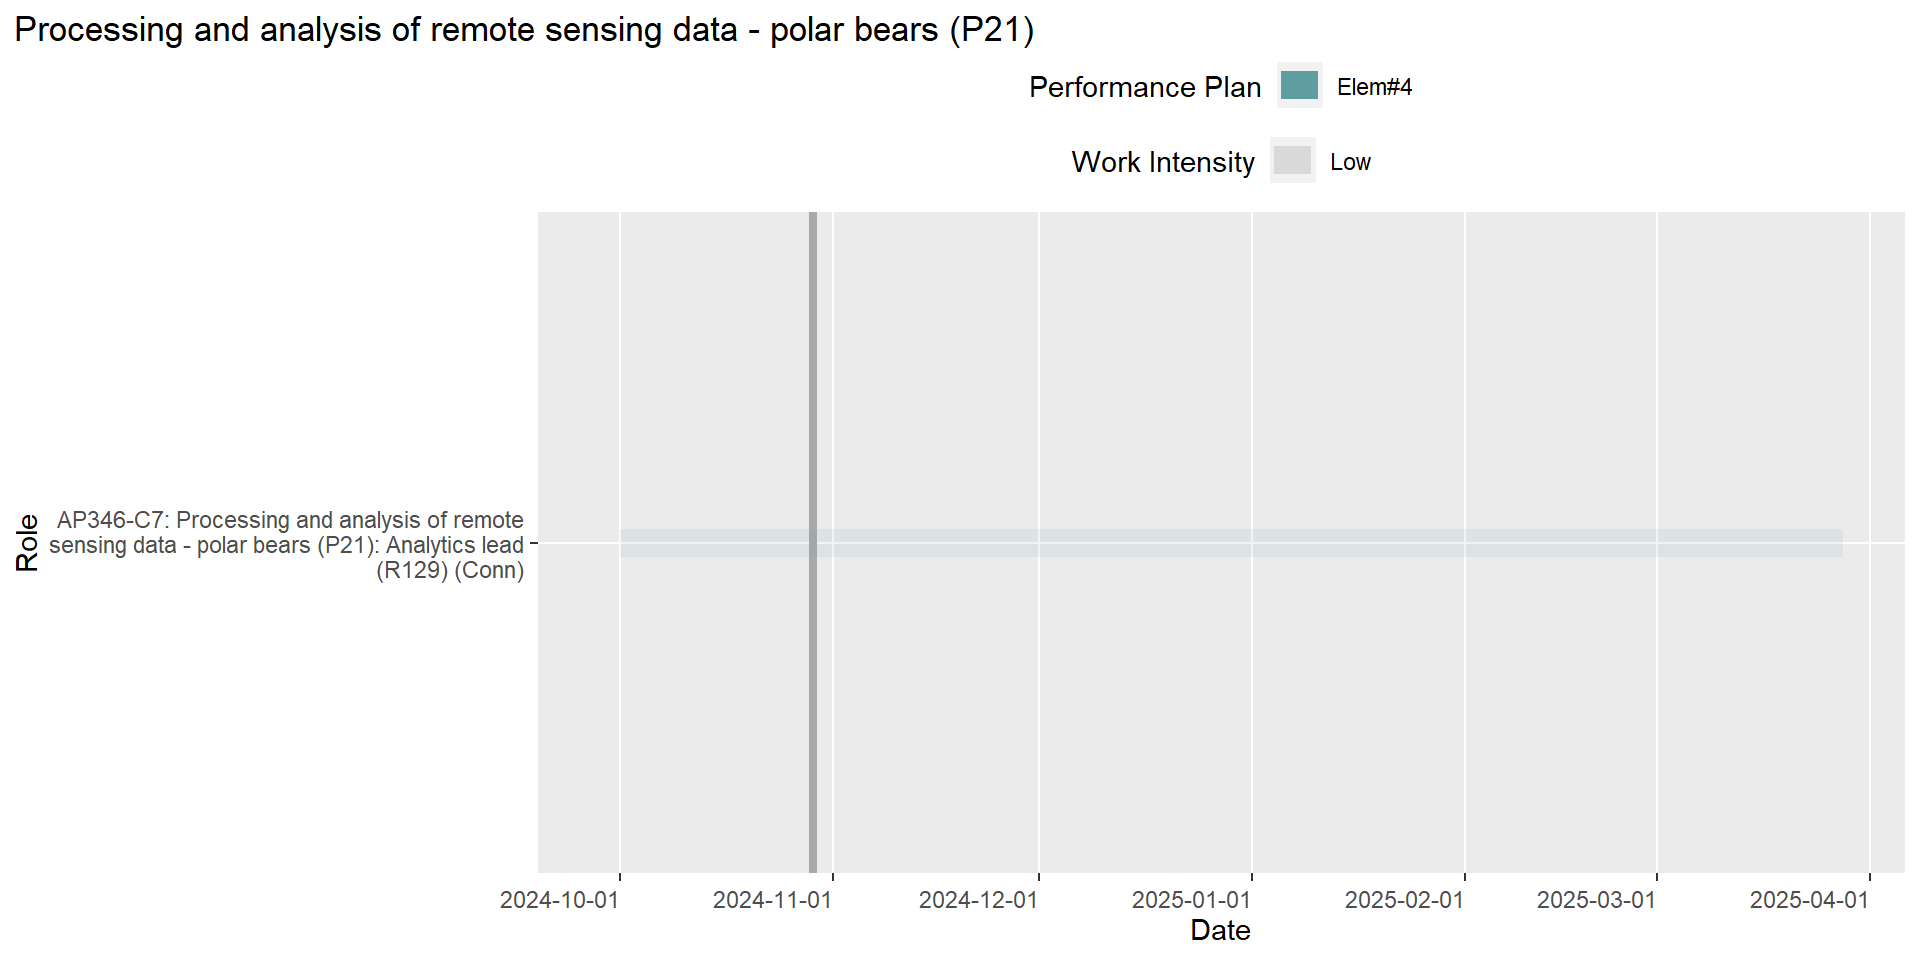 Processing and analysis of remote sensing data - polar bears (P21)
Performance Plan Elem#4
Work Intensity Low
Role
AP346-C7: Processing and analysis of remote
sensing data - polar bears (P21): Analytics lead
(R129) (Conn)
2024-10-01 2024-11-01 2024-12-01 2025-01-01 2025-02-01 2025-03-01 2025-04-01
Date